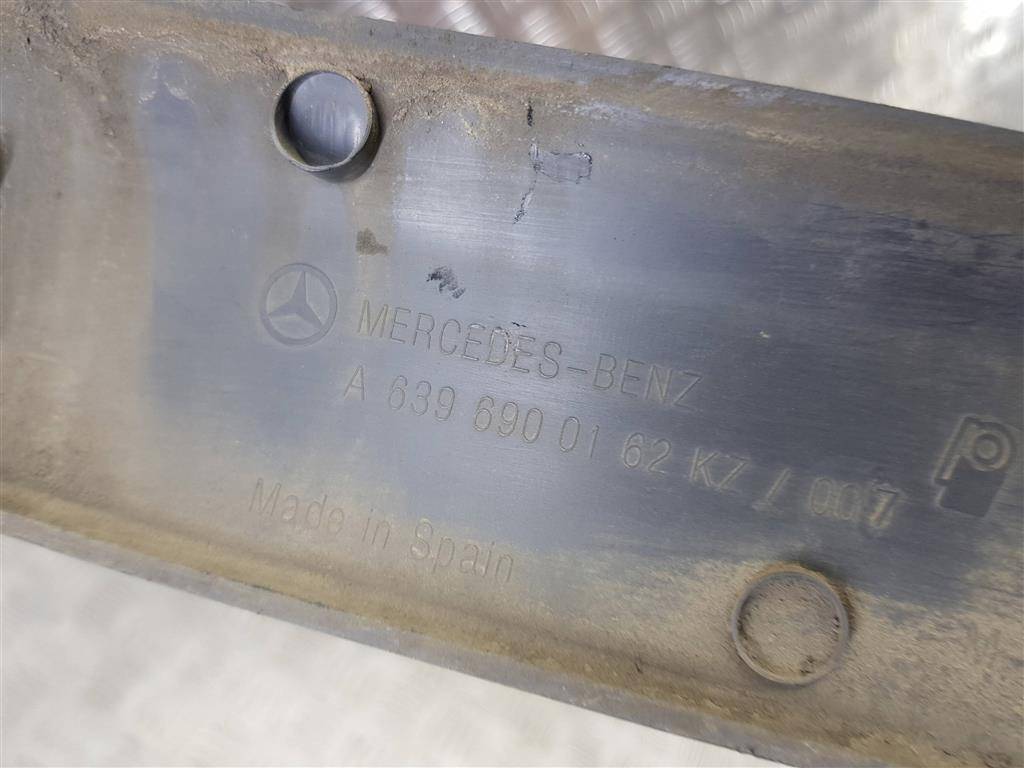 MERCEDES-BENZ
A 639 690 01 62 KZ / 007
Made in Spain